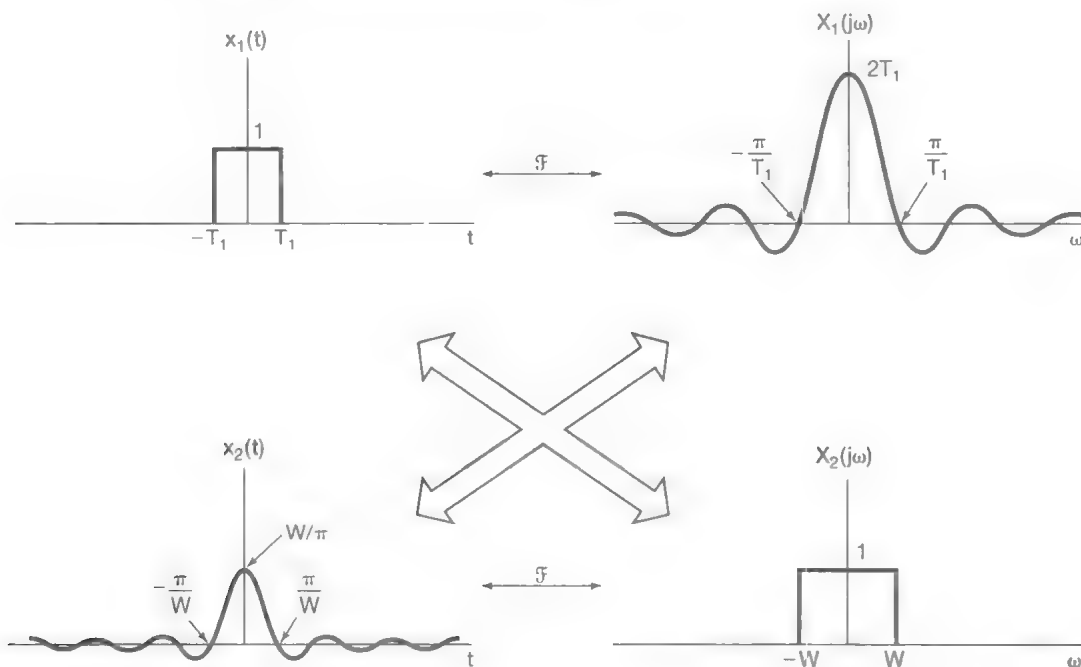 x₁(t)
1
-T₁ T₁ t
ℱ
X₁(jω)
2T₁
-π/T₁ π/T₁
ω
x₂(t)
W/π
-π/W π/W
t
ℱ
X₂(jω)
1
-W W ω